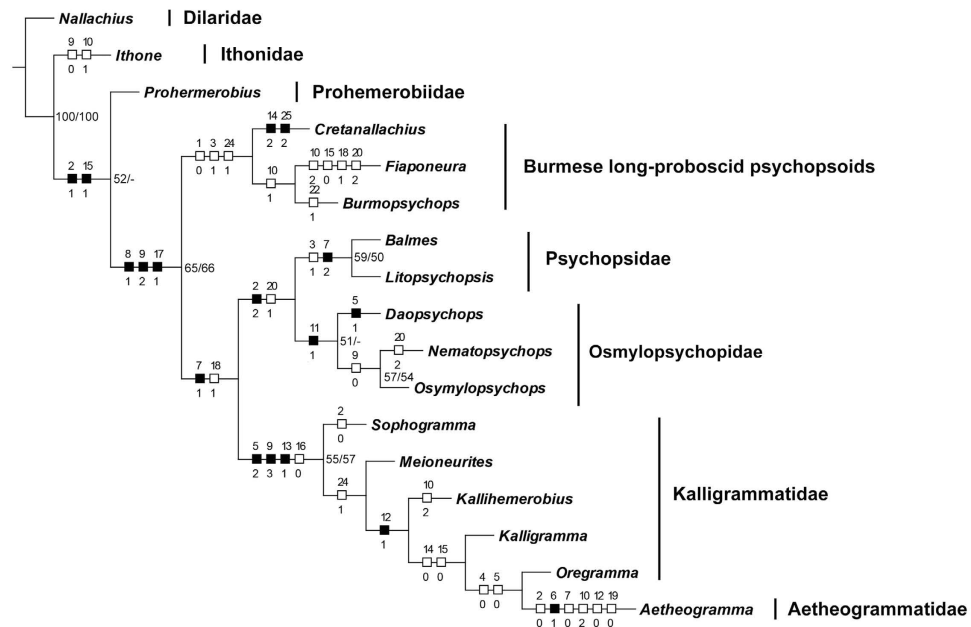 Nallachius Dilaridae
9 10
Ithone Ithonidae
0 1
Prohermerobius Prohemerobiidae
100/100
14 25
1 3 24
Cretanallachius
2 2
0 1 1
10 15 18 20
Fiaponeura
2 0 1 2
Burmese long-proboscid psychopsoids
2 15
10
52/-
1 1
1
22
Burmopsychops
1
3 7
Balmes
1 2
59/50
Psychopsidae
8 9 17
65/66
1 2 1
Litopsychopsis
2 20
2 1
5
Daopsychops
1
11
51/-
1
20
Nematopsychops
2
Osmylopsychopidae
9
0
57/54
7 18
1 1
Osymylopsychops
2
Sophogramma
0
5 9 13 16
55/57
2 3 1 0
Meioneurites
24
1
10
Kallihemerobius
2
Kalligrammatidae
12
1
Kalligramma
14 15
0 0
Oregramma
4 5
0 0
2 6 7 10 12 19
Aetheogramma Aetheogrammatidae
0 1 0 2 0 0